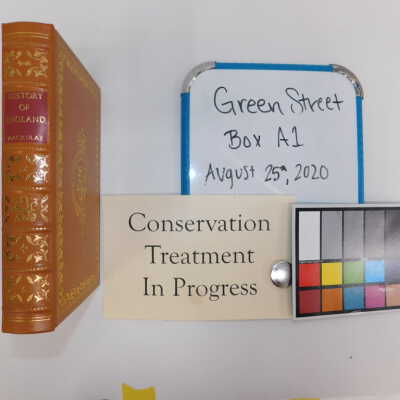 HISTORY
OF
ENGLAND
MACAULAY
Green Street
Box A1
August 25th, 2020
Conservation
Treatment
In Progress